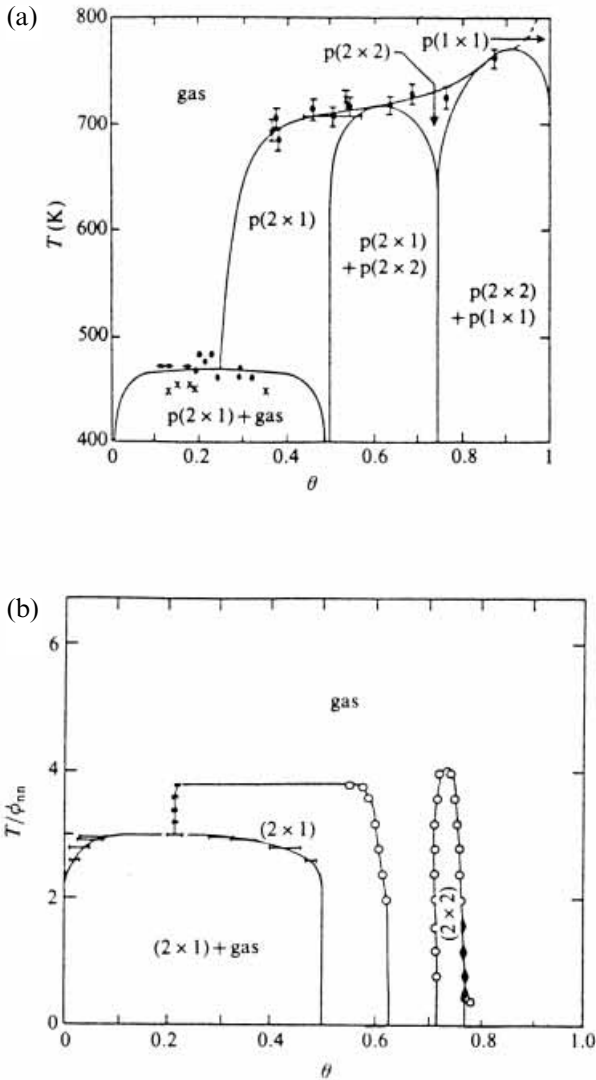 (a)
800
700
600
500
400
T (K)
gas
p(2 × 2)
p(1 × 1)
p(2 × 1)
p(2 × 1)
+ p(2 × 2)
p(2 × 2)
+ p(1 × 1)
p(2 × 1) + gas
0
0.2
0.4
0.6
0.8
1
θ
(b)
6
4
2
0
T/ϕnn
gas
(2 × 1)
(2 × 2)
(2 × 1) + gas
0
0.2
0.4
0.6
0.8
1.0
θ